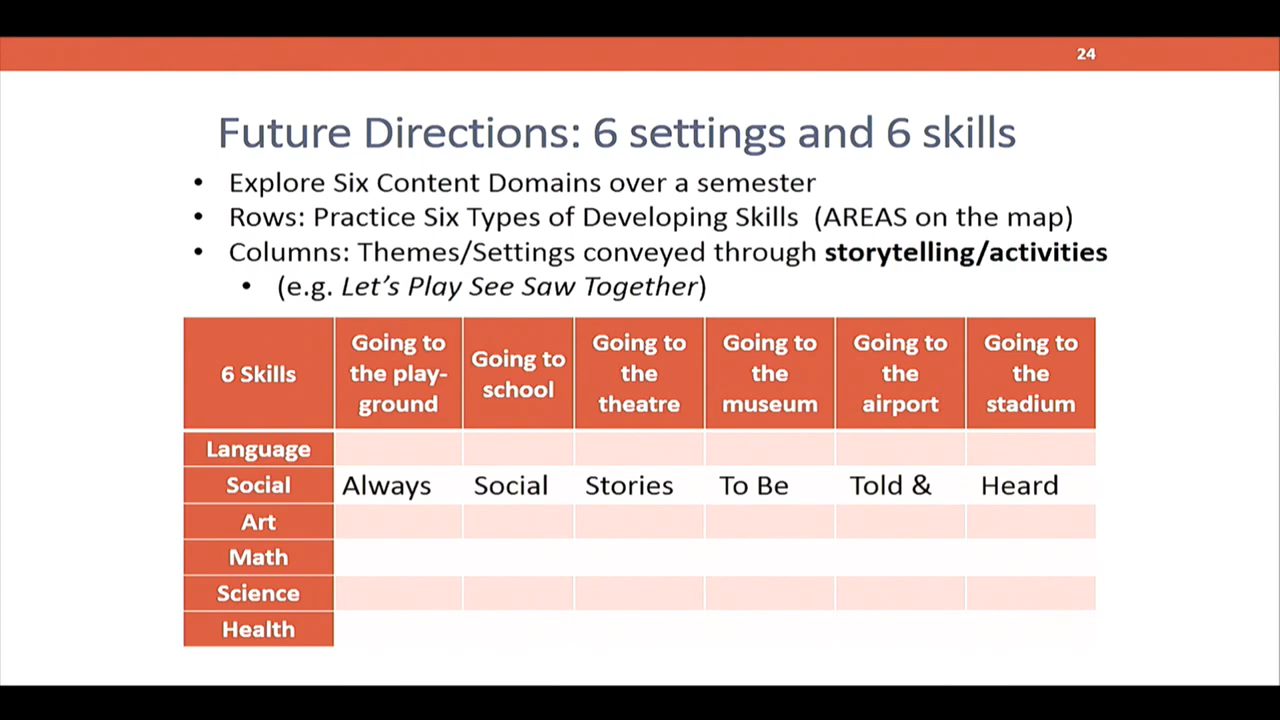 24
Future Directions: 6 settings and 6 skills
• Explore Six Content Domains over a semester
• Rows: Practice Six Types of Developing Skills (AREAS on the map)
• Columns: Themes/Settings conveyed through storytelling/activities
• (e.g. Let's Play See Saw Together)
6 Skills
Going to
the play-
ground
Going to
school
Going to
the
theatre
Going to
the
museum
Going to
the
airport
Going to
the
stadium
Language
Social Always Social Stories To Be Told & Heard
Art
Math
Science
Health